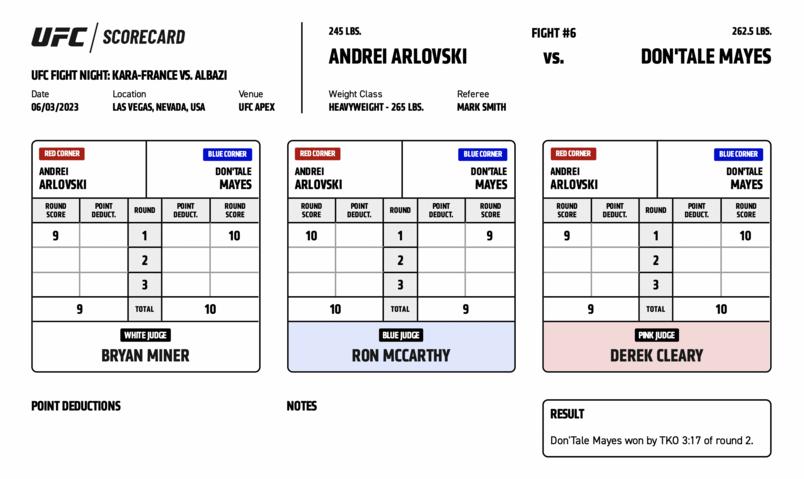 UFC SCORECARD
UFC FIGHT NIGHT: KARA-FRANCE VS. ALBAZI
Date Location Venue
06/03/2023 LAS VEGAS, NEVADA, USA UFC APEX
245 LBS. FIGHT #6 262.5 LBS.
ANDREI ARLOVSKI VS. DON'TALE MAYES
Weight Class Referee
HEAVYWEIGHT - 265 LBS. MARK SMITH
RED CORNER BLUE CORNER
ANDREI DON'TALE
ARLOVSKI MAYES
ROUND SCORE POINT DEDUCT. ROUND POINT DEDUCT. ROUND SCORE
9 1 10
2
3
9 TOTAL 10
WHITE JUDGE
BRYAN MINER
RED CORNER BLUE CORNER
ANDREI DON'TALE
ARLOVSKI MAYES
ROUND SCORE POINT DEDUCT. ROUND POINT DEDUCT. ROUND SCORE
10 1 9
2
3
10 TOTAL 9
BLUE JUDGE
RON MCCARTHY
RED CORNER BLUE CORNER
ANDREI DON'TALE
ARLOVSKI MAYES
ROUND SCORE POINT DEDUCT. ROUND POINT DEDUCT. ROUND SCORE
9 1 10
2
3
9 TOTAL 10
PINK JUDGE
DEREK CLEARY
POINT DEDUCTIONS
NOTES
RESULT
Don'Tale Mayes won by TKO 3:17 of round 2.